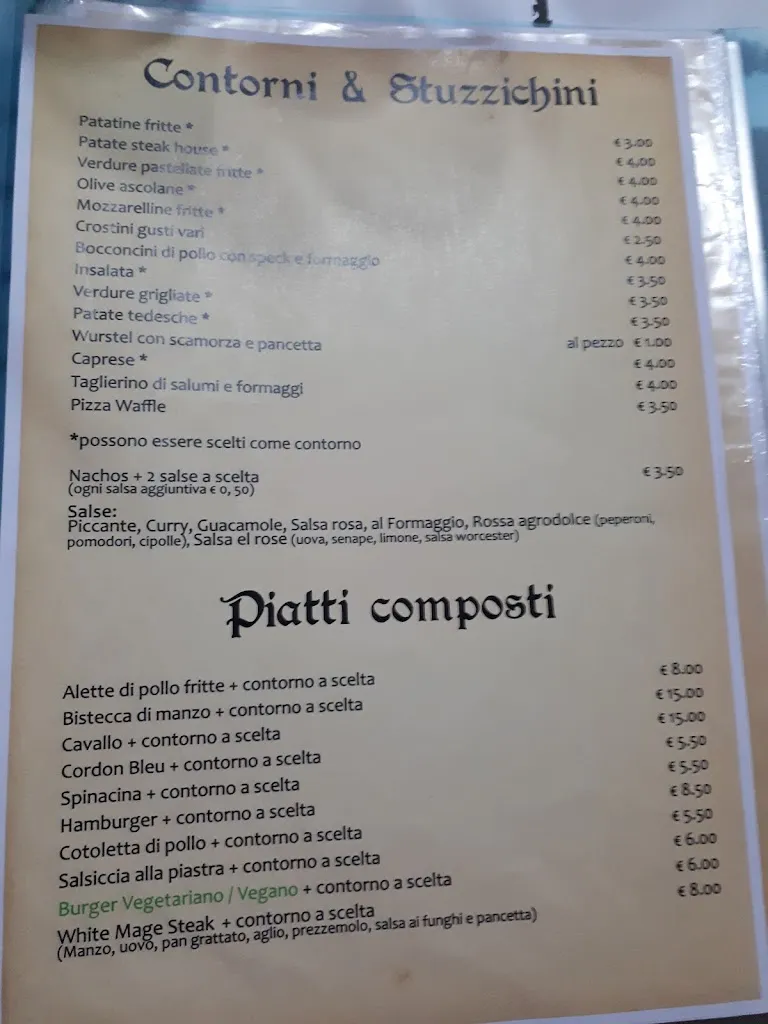 Contorni & Stuzzichini
Patatine fritte * € 3.00
Patate steak house * € 4,00
Verdure pastellate fritte * € 4.00
Olive ascolane * € 4.00
Mozzarelline fritte * € 4.00
Crostini gusti vari € 2.50
Bocconcini di pollo con speck e formaggio € 4.00
Insalata * € 3.50
Verdure grigliate * € 3.50
Patate tedesche * € 3.50
Wurstel con scamorza e pancetta al pezzo € 1.00
Caprese * € 4.00
Taglierino di salumi e formaggi € 4.00
Pizza Waffle € 3.50
*possono essere scelti come contorno
Nachos + 2 salse a scelta € 3.50
(ogni salsa aggiuntiva € 0, 50)
Salse:
Piccante, Curry, Guacamole, Salsa rosa, al Formaggio, Rossa agrodolce (peperoni,
pomodori, cipolle), Salsa el rose (uova, senape, limone, salsa worcester)
Piatti composti
Alette di pollo fritte + contorno a scelta € 8.00
Bistecca di manzo + contorno a scelta € 15.00
Cavallo + contorno a scelta € 15.00
Cordon Bleu + contorno a scelta € 5.50
Spinacina + contorno a scelta € 5.50
Hamburger + contorno a scelta € 8.50
Cotoletta di pollo + contorno a scelta € 5.50
Salsiccia alla piastra + contorno a scelta € 6.00
Burger Vegetariano / Vegano + contorno a scelta € 6.00
White Mage Steak + contorno a scelta € 8.00
(Manzo, uovo, pan grattato, aglio, prezzemolo, salsa ai funghi e pancetta)